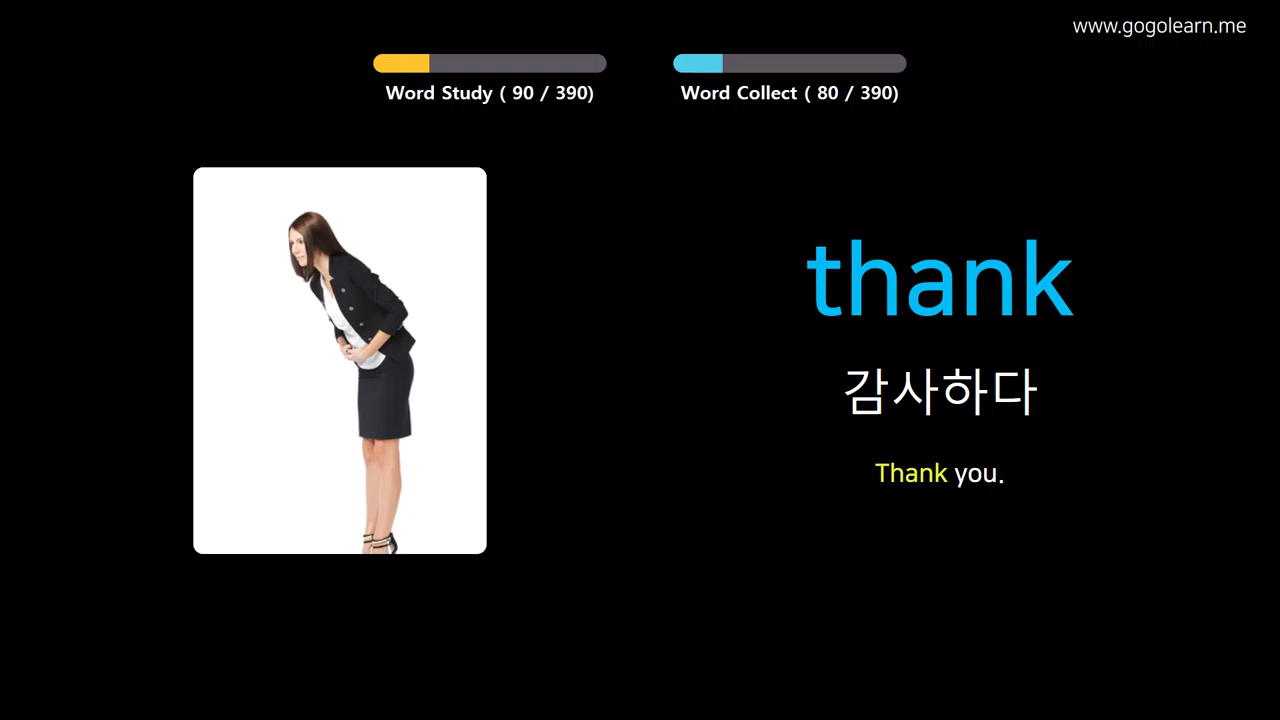 www.gogolearn.me
Word Study ( 90 / 390)
Word Collect ( 80 / 390)
thank
감사하다
Thank you.